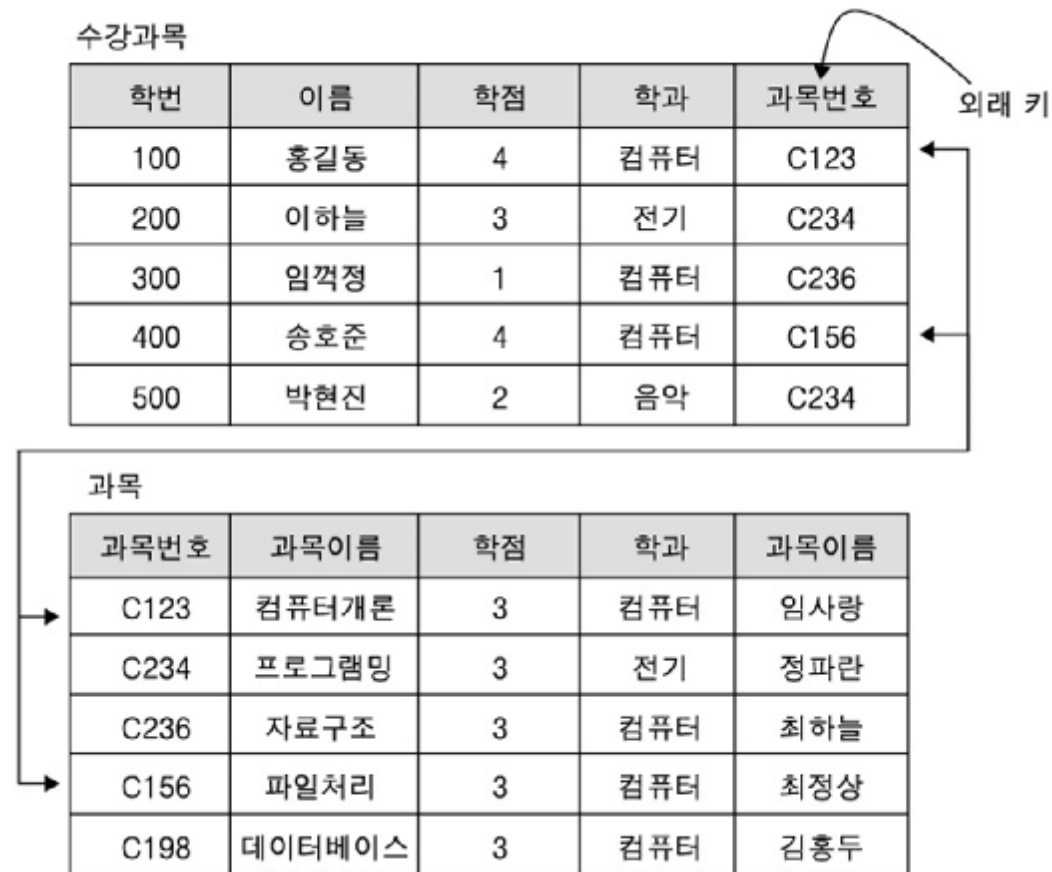 수강과목
학번 이름 학점 학과 과목번호
외래 키
100 홍길동 4 컴퓨터 C123
200 이하늘 3 전기 C234
300 임꺽정 1 컴퓨터 C236
400 송호준 4 컴퓨터 C156
500 박현진 2 음악 C234
과목
과목번호 과목이름 학점 학과 과목이름
C123 컴퓨터개론 3 컴퓨터 임사랑
C234 프로그램밍 3 전기 정파란
C236 자료구조 3 컴퓨터 최하늘
C156 파일처리 3 컴퓨터 최정상
C198 데이터베이스 3 컴퓨터 김홍두